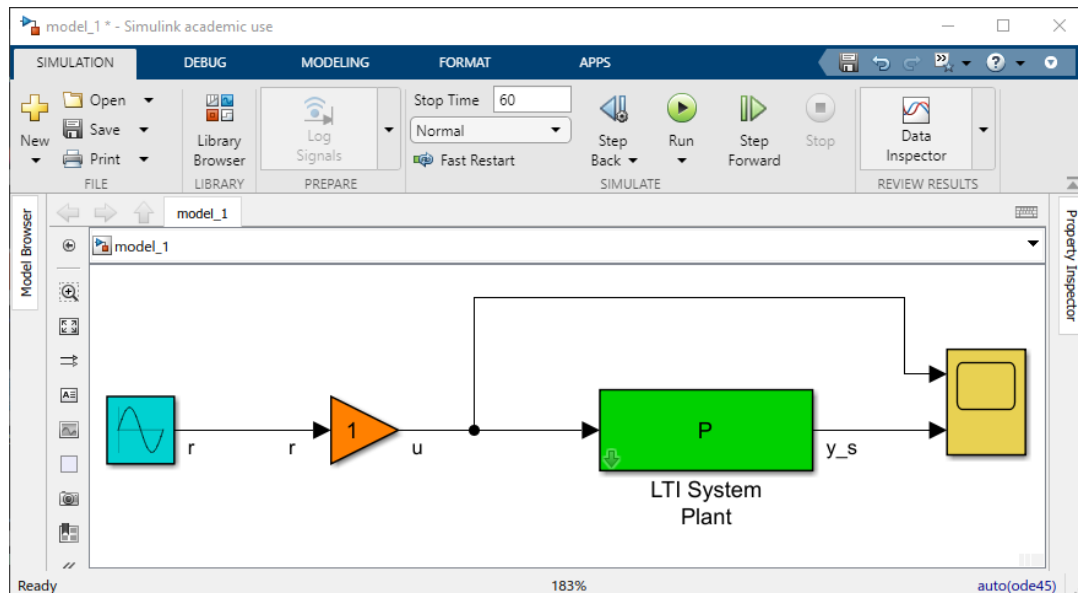 model_1 * - Simulink academic use
SIMULATION DEBUG MODELING FORMAT APPS
New
Open
Save
Print
FILE
Library
Browser
LIBRARY
Log
Signals
PREPARE
Stop Time 60
Normal
Fast Restart
Step
Back
Run
Step
Forward
Stop
SIMULATE
Data
Inspector
REVIEW RESULTS
Model Browser
model_1
model_1
Property Inspector
r
r
1
u
P
y_s
LTI System
Plant
Ready 183% auto(ode45)